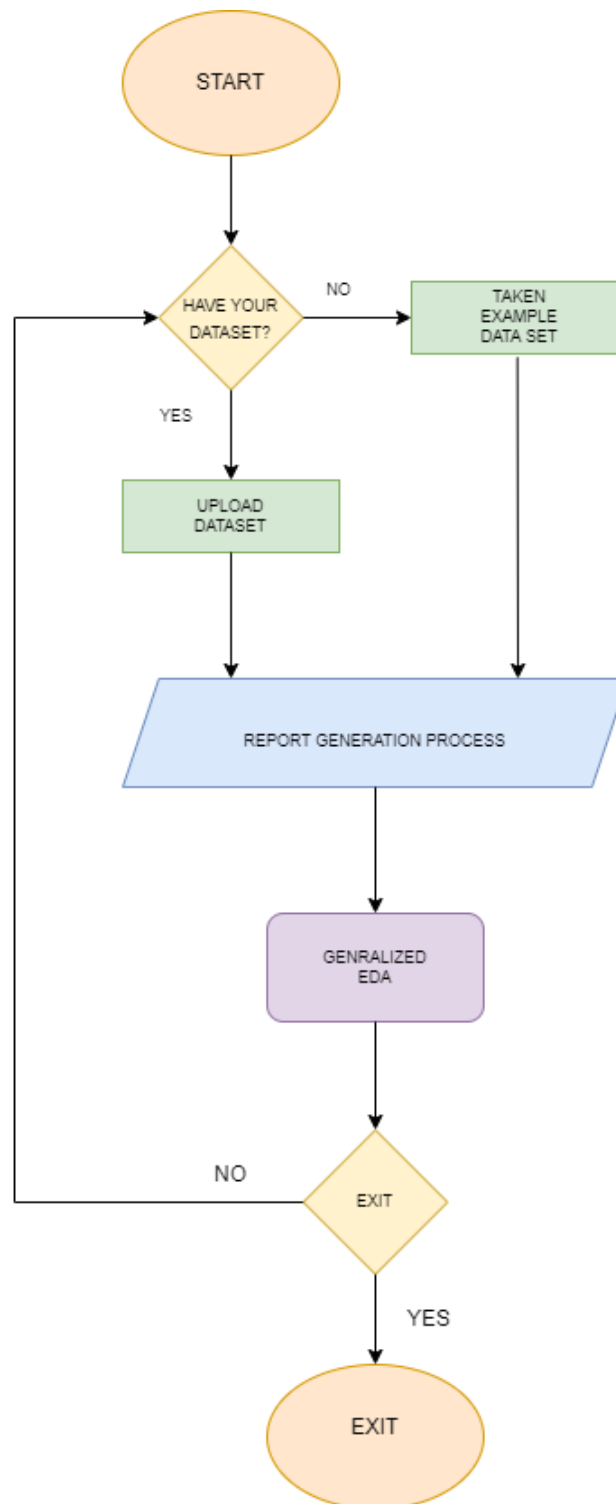 START
HAVE YOUR
DATASET?
NO
TAKEN
EXAMPLE
DATA SET
YES
UPLOAD
DATASET
REPORT GENERATION PROCESS
GENRALIZED
EDA
NO
EXIT
YES
EXIT